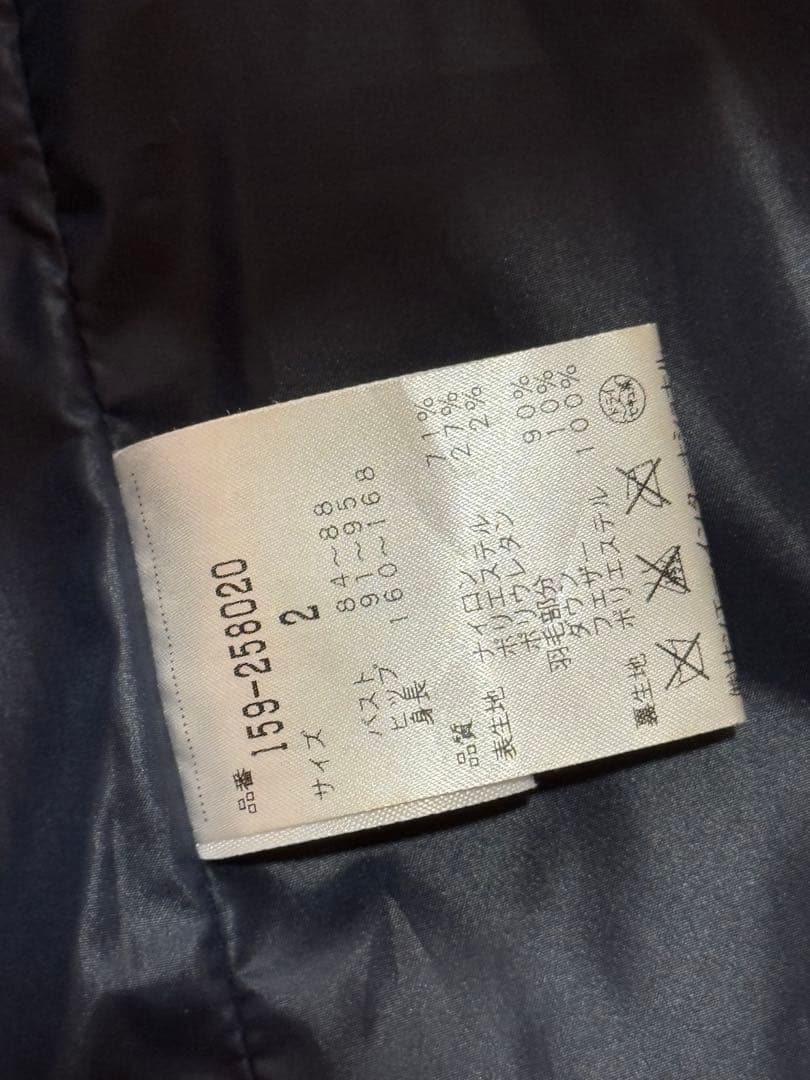 品番 159-258020
サイズ 2
バスト 84～88
ヒップ 91～95
身長 160～168
品質
表生地 ナイロン 71%
ポリエステル 27%
ポリウレタン 2%
羽毛部分
ダウン 90%
フェザー 10%
裏生地 ポリエステル 100%